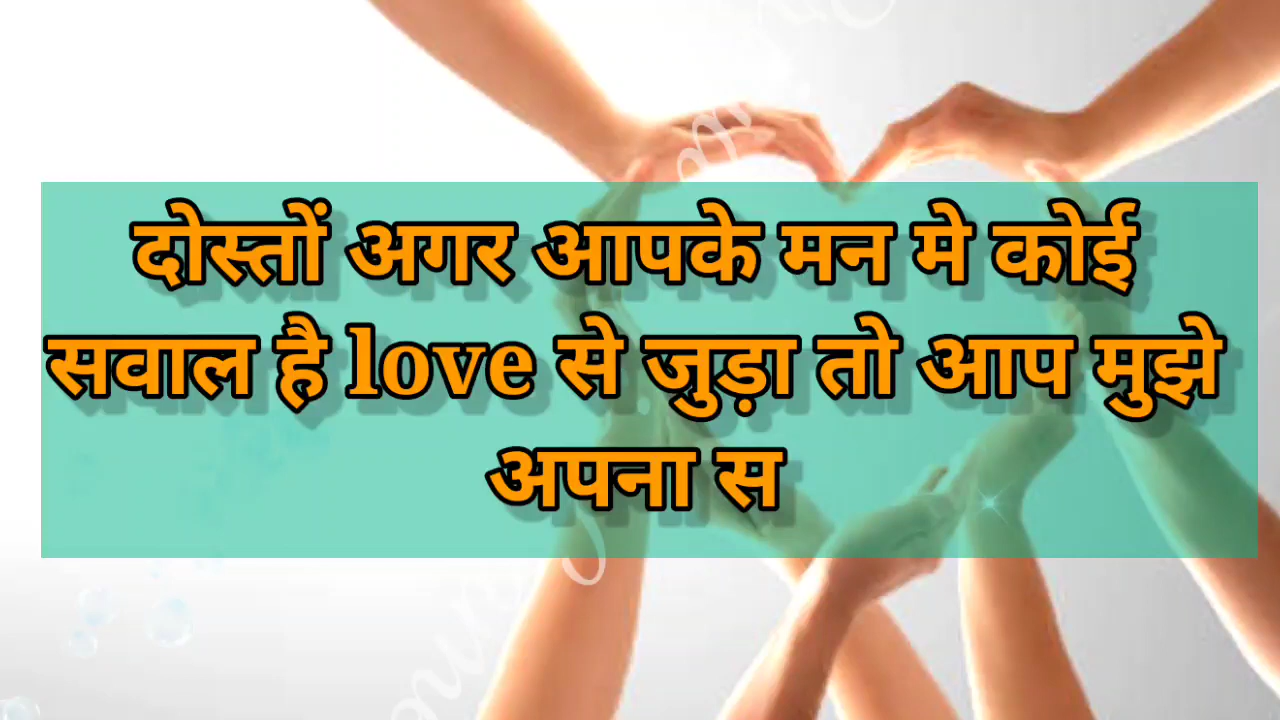 दोस्तों अगर आपके मन मे कोई
सवाल है love से जुड़ा तो आप मुझे
अपना स